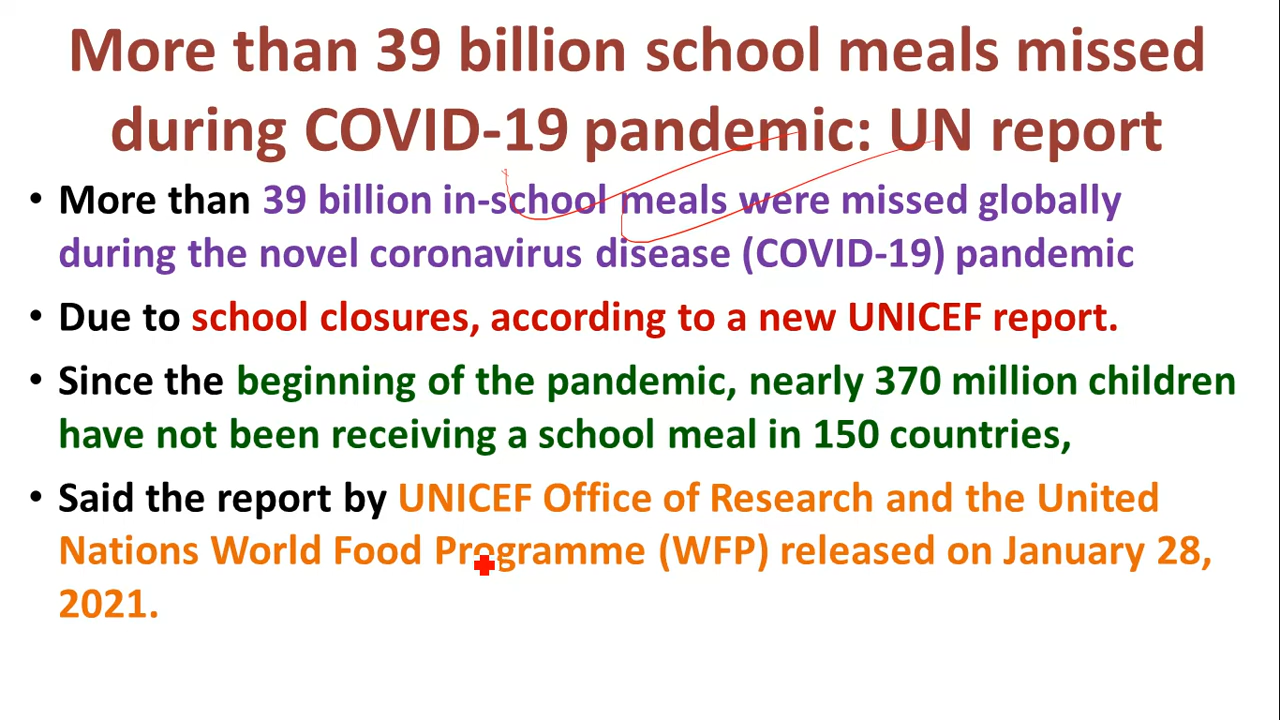 More than 39 billion school meals missed
during COVID-19 pandemic: UN report
• More than 39 billion in-school meals were missed globally
during the novel coronavirus disease (COVID-19) pandemic
• Due to school closures, according to a new UNICEF report.
• Since the beginning of the pandemic, nearly 370 million children
have not been receiving a school meal in 150 countries,
• Said the report by UNICEF Office of Research and the United
Nations World Food Programme (WFP) released on January 28,
2021.